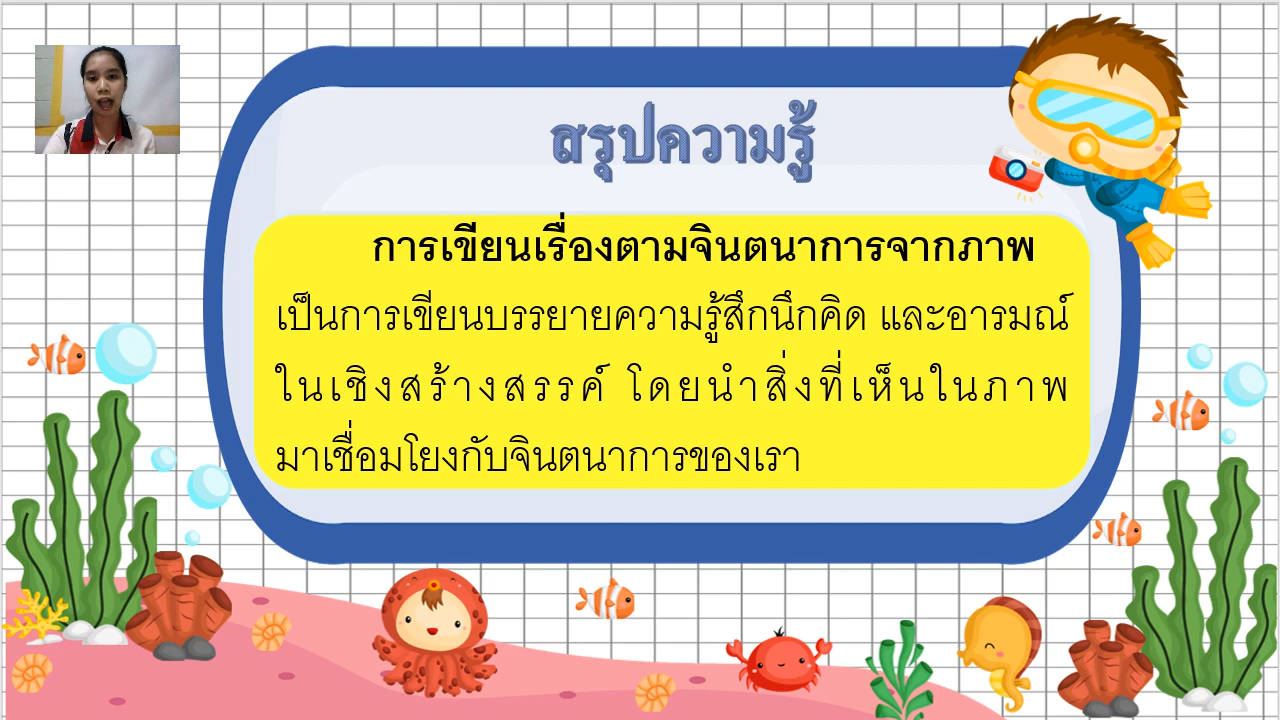 สรุปความรู้
การเขียนเรื่องตามจินตนาการจากภาพ
เป็นการเขียนบรรยายความรู้สึกนึกคิด และอารมณ์
ในเชิงสร้างสรรค์ โดยนำสิ่งที่เห็นในภาพ
มาเชื่อมโยงกับจินตนาการของเรา